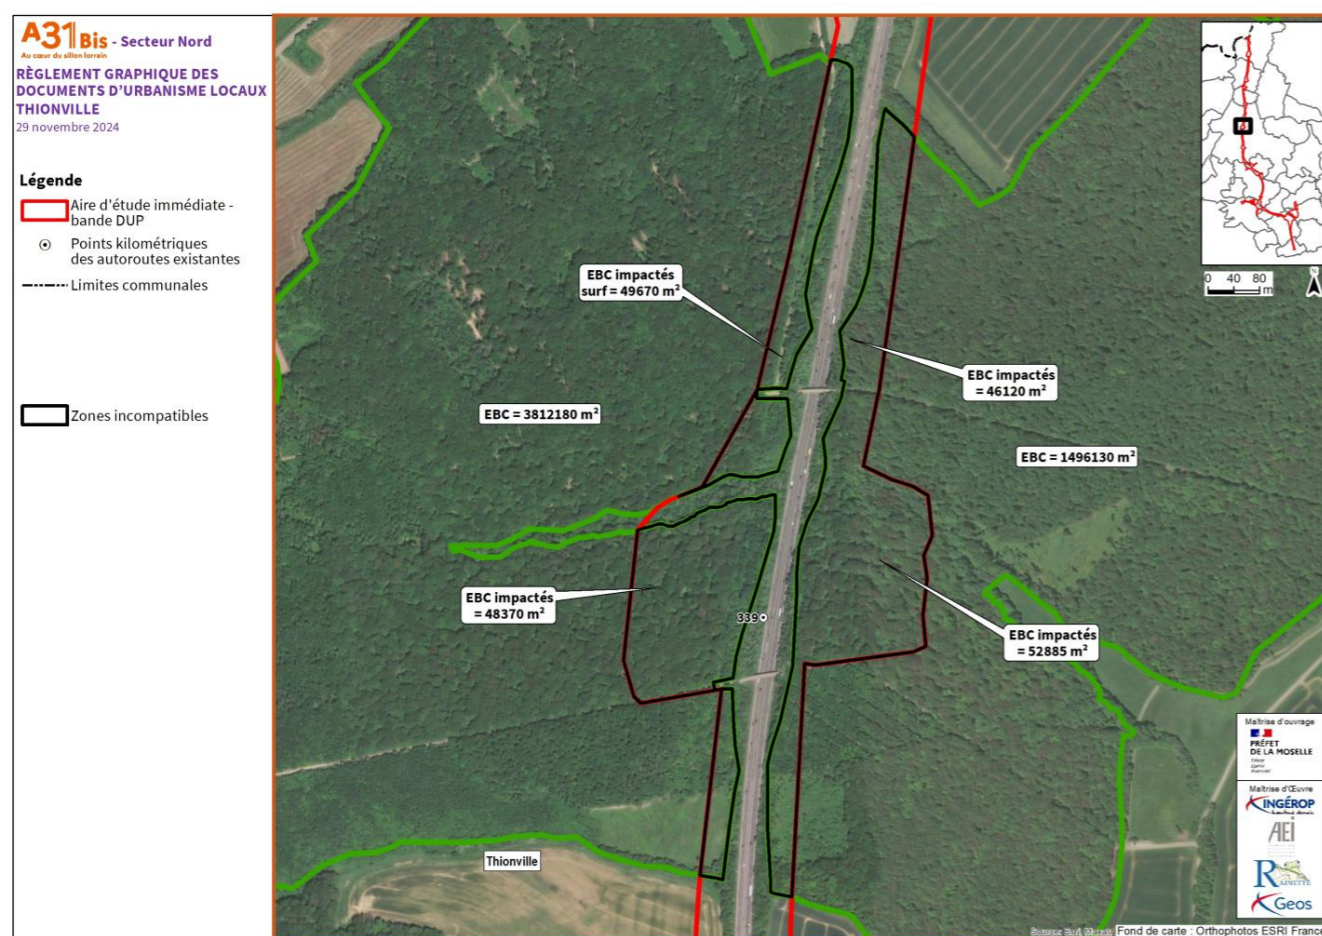 A31 Bis - Secteur Nord
Au cœur du sillon lorrain
RÈGLEMENT GRAPHIQUE DES
DOCUMENTS D’URBANISME LOCAUX
THIONVILLE
29 novembre 2024
Légende
Aire d'étude immédiate -
bande DUP
Points kilométriques
des autoroutes existantes
Limites communales
Zones incompatibles
EBC impactés
surf = 49670 m²
EBC impactés
= 46120 m²
EBC = 3812180 m²
EBC = 1496130 m²
EBC impactés
= 48370 m²
339
EBC impactés
= 52885 m²
Thionville
0 40 80
m
Maîtrise d'ouvrage
PRÉFET
DE LA MOSELLE
Maîtrise d'Œuvre
INGÉROP
AEI
RAINETTE
Geos
Fond de carte : Orthophotos ESRI France